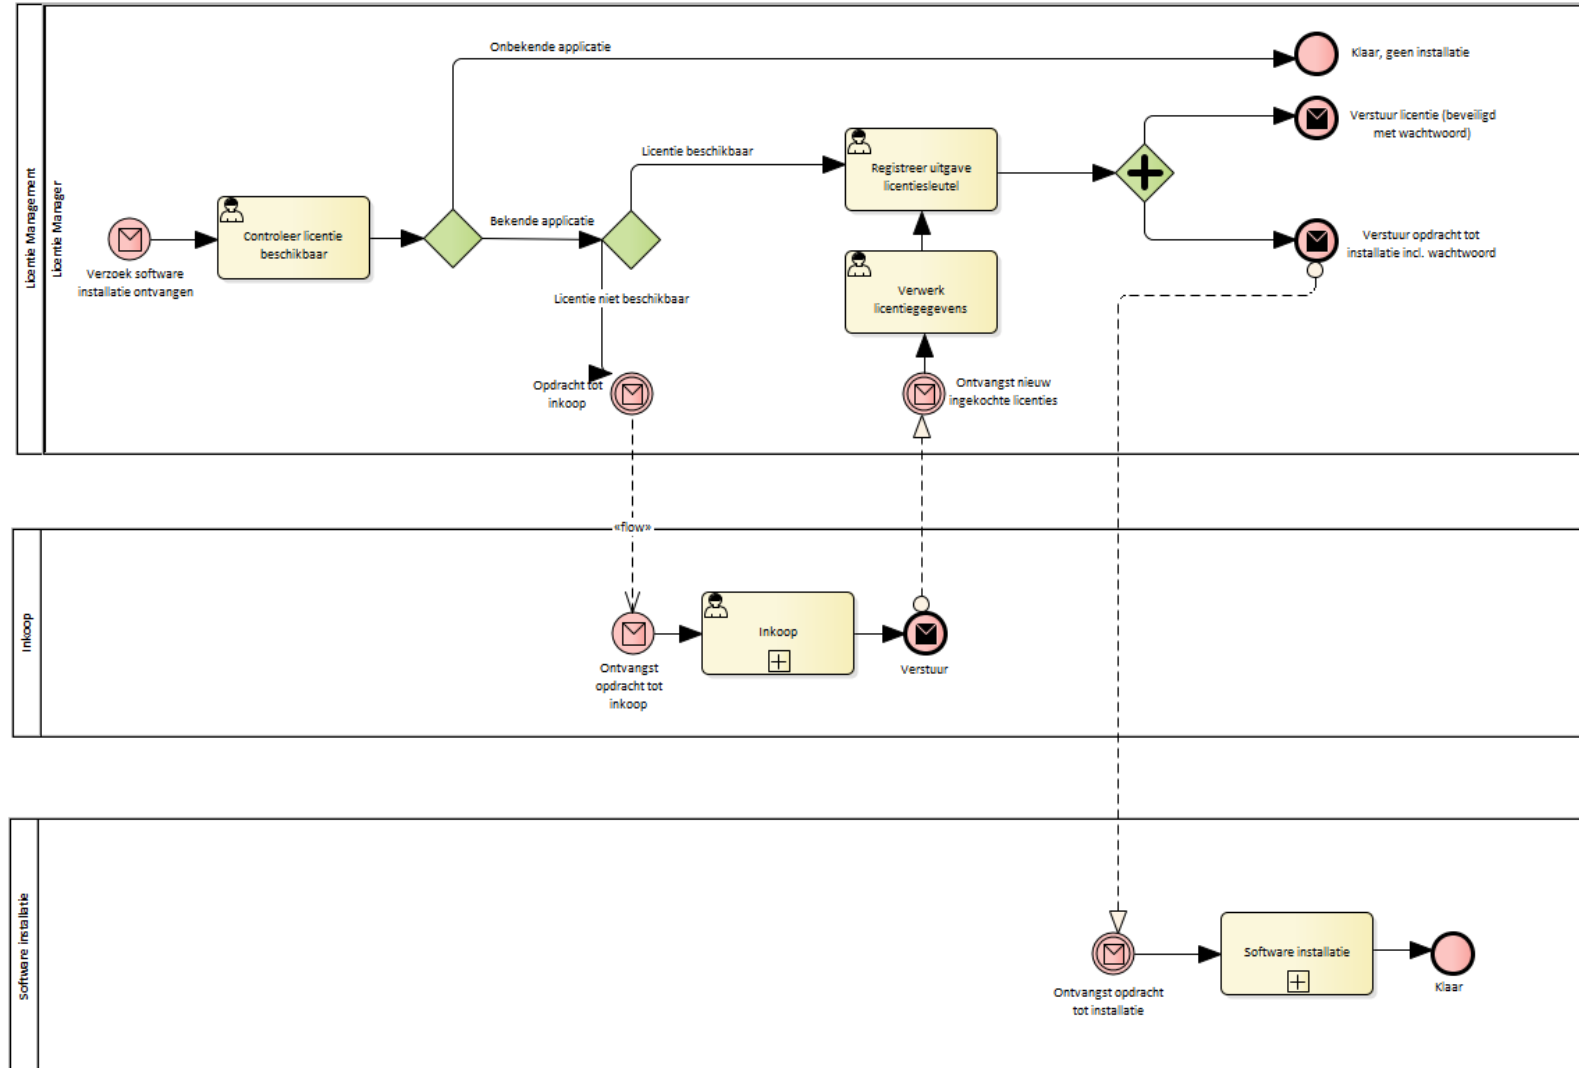 Licentie Management
Licentie Manager
Onbekende applicatie
Klaar, geen installatie
Verstuur licentie (beveiligd
met wachtwoord)
Licentie beschikbaar
Registreer uitgave
licentiesleutel
Bekende applicatie
Controleer licentie
beschikbaar
Verstuur opdracht tot
installatie incl. wachtwoord
Verzoek software
installatie ontvangen
Licentie niet beschikbaar
Verwerk
licentiegegevens
Opdracht tot
inkoop
Ontvangst nieuw
ingekochte licenties
«flow»
Inkoop
Inkoop
Ontvangst
opdracht tot
inkoop
Verstuur
Software installatie
Software installatie
Ontvangst opdracht
tot installatie
Klaar